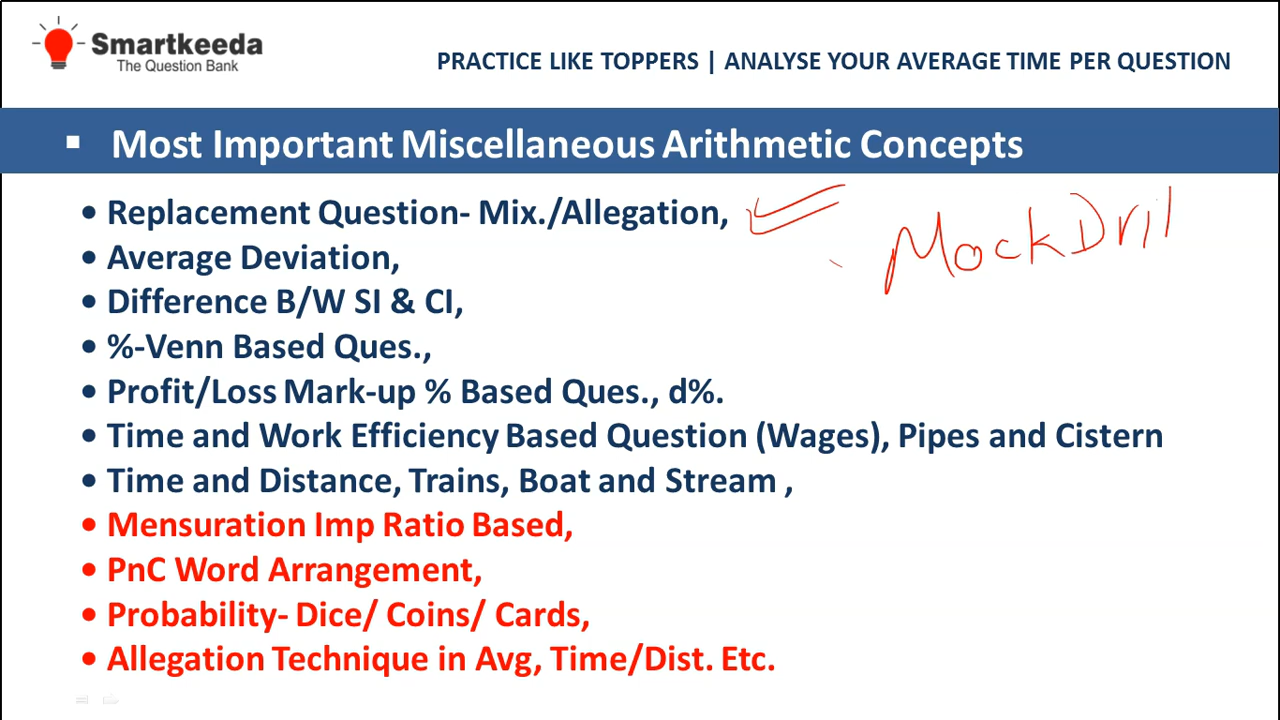 Smartkeeda
The Question Bank
PRACTICE LIKE TOPPERS | ANALYSE YOUR AVERAGE TIME PER QUESTION
▪ Most Important Miscellaneous Arithmetic Concepts
• Replacement Question- Mix./Allegation,
MockDril
• Average Deviation,
• Difference B/W SI & CI,
• %-Venn Based Ques.,
• Profit/Loss Mark-up % Based Ques., d%.
• Time and Work Efficiency Based Question (Wages), Pipes and Cistern
• Time and Distance, Trains, Boat and Stream ,
• Mensuration Imp Ratio Based,
• PnC Word Arrangement,
• Probability- Dice/ Coins/ Cards,
• Allegation Technique in Avg, Time/Dist. Etc.